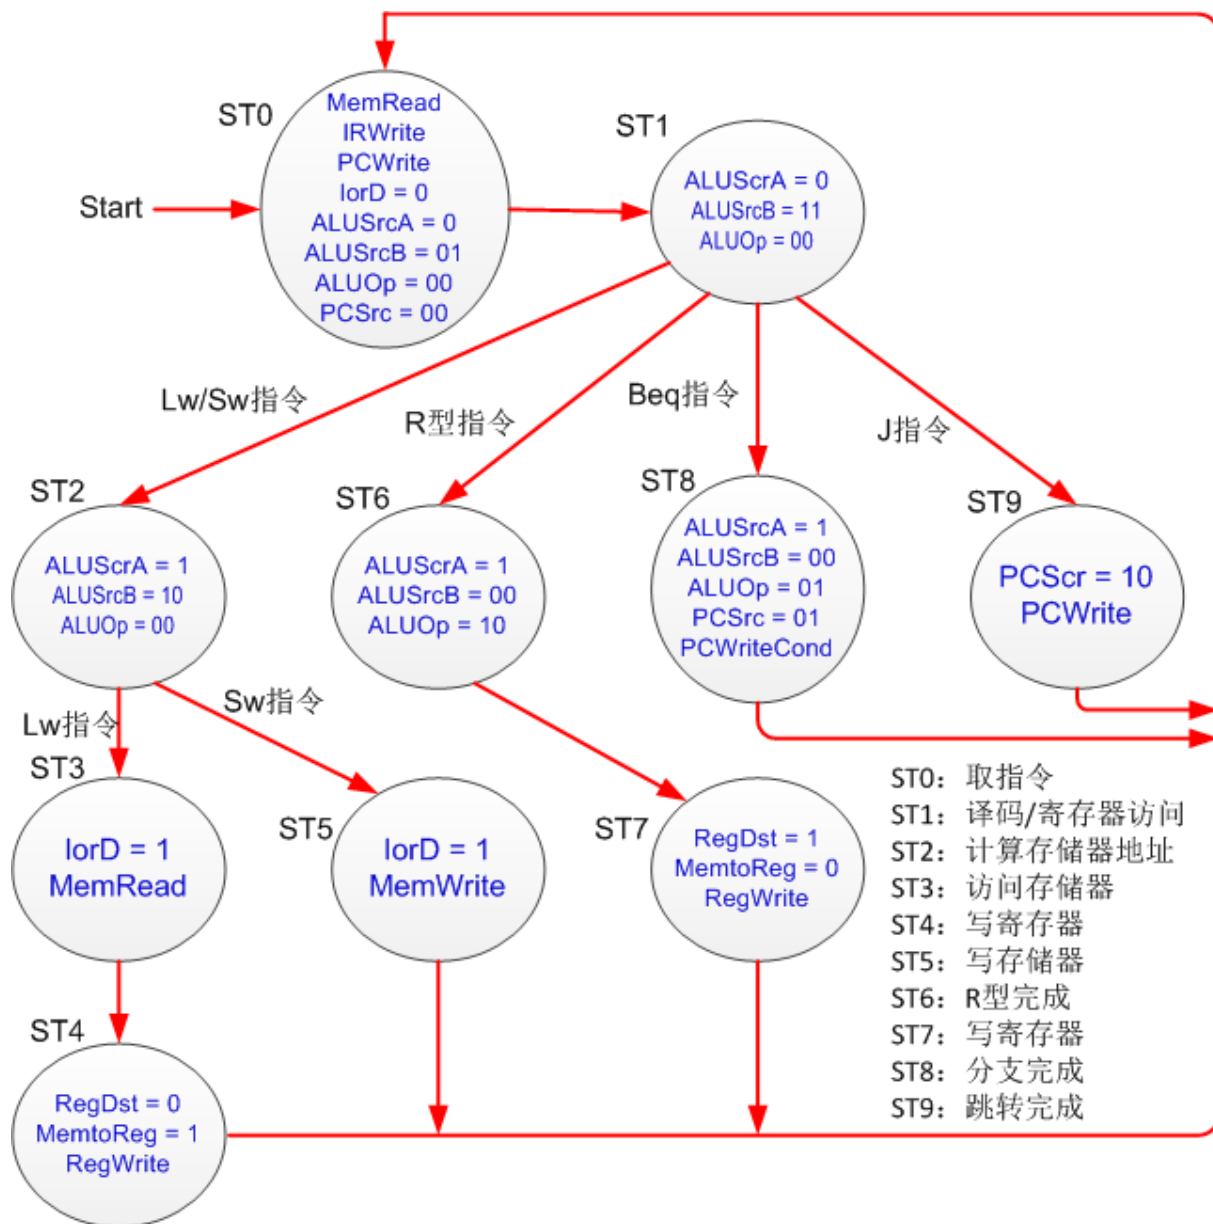 ST0
MemRead
IRWrite
PCWrite
IorD = 0
ALUSrcA = 0
ALUSrcB = 01
ALUOp = 00
PCSrc = 00
Start
ST1
ALUScrA = 0
ALUSrcB = 11
ALUOp = 00
Lw/Sw指令
R型指令
Beq指令
J指令
ST2
ALUScrA = 1
ALUSrcB = 10
ALUOp = 00
ST6
ALUScrA = 1
ALUSrcB = 00
ALUOp = 10
ST8
ALUSrcA = 1
ALUSrcB = 00
ALUOp = 01
PCSrc = 01
PCWriteCond
ST9
PCScr = 10
PCWrite
Lw指令
Sw指令
ST3
IorD = 1
MemRead
ST5
IorD = 1
MemWrite
ST7
RegDst = 1
MemtoReg = 0
RegWrite
ST4
RegDst = 0
MemtoReg = 1
RegWrite
ST0：取指令
ST1：译码/寄存器访问
ST2：计算存储器地址
ST3：访问存储器
ST4：写寄存器
ST5：写存储器
ST6：R型完成
ST7：写寄存器
ST8：分支完成
ST9：跳转完成